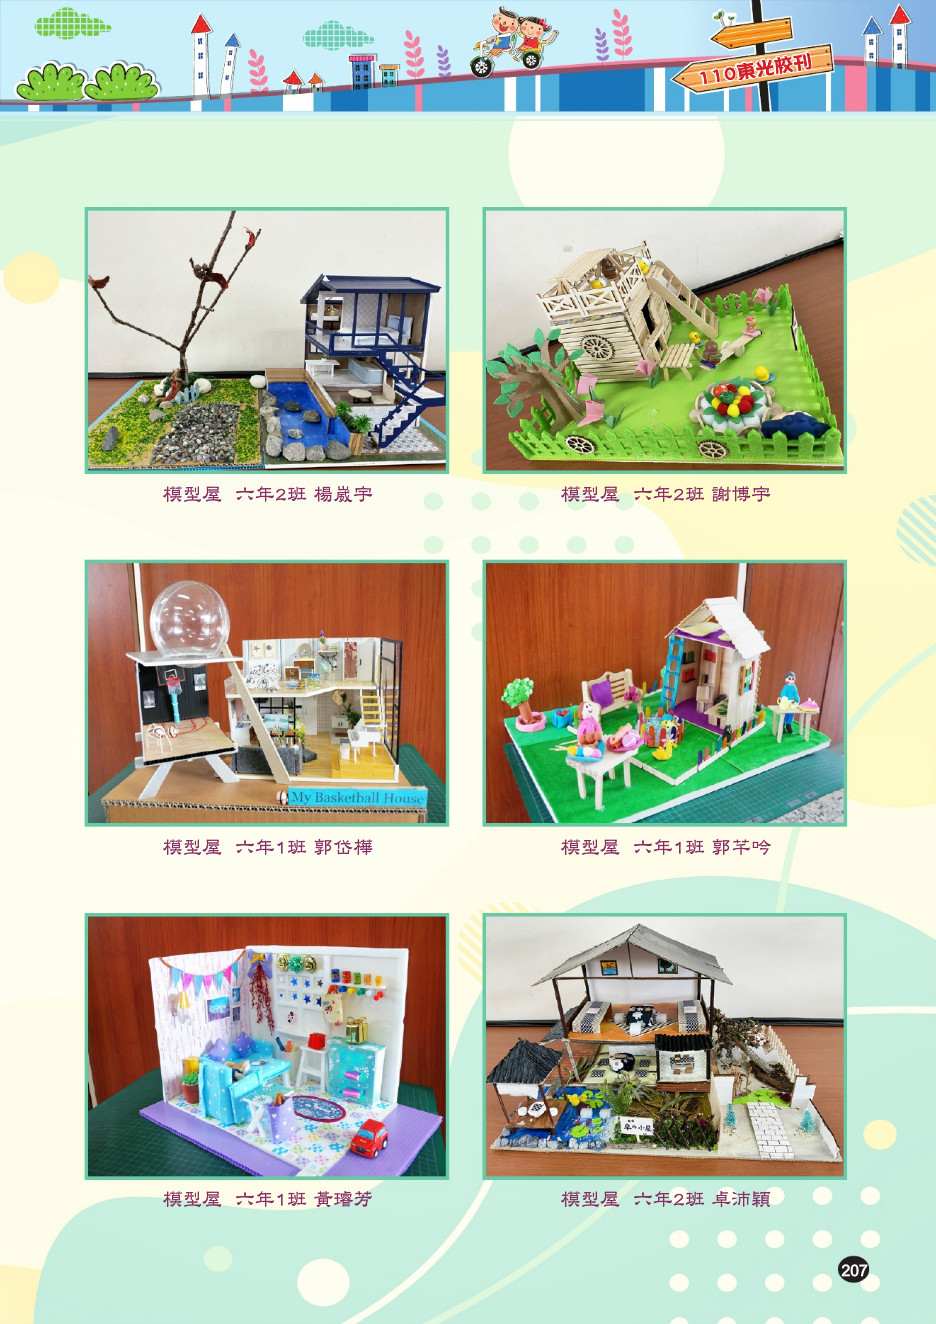 110東光校刊
模型屋 六年2班 楊嵗宇
模型屋 六年2班 謝博宇
My Basketball House
模型屋 六年1班 郭岱樺
模型屋 六年1班 郭芊吟
模型屋 六年1班 黃璿芳
模型屋 六年2班 卓沛穎
207